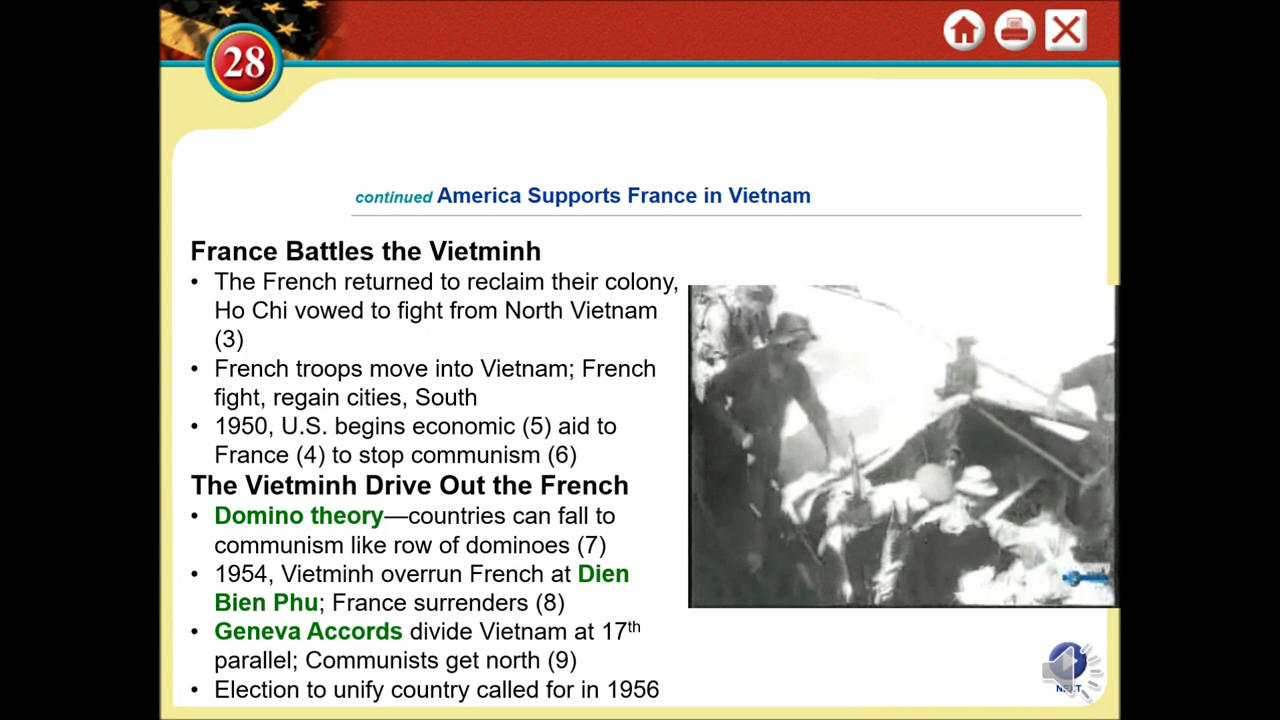 28
continued America Supports France in Vietnam
France Battles the Vietminh
• The French returned to reclaim their colony,
Ho Chi vowed to fight from North Vietnam
(3)
• French troops move into Vietnam; French
fight, regain cities, South
• 1950, U.S. begins economic (5) aid to
France (4) to stop communism (6)
The Vietminh Drive Out the French
• Domino theory—countries can fall to
communism like row of dominoes (7)
• 1954, Vietminh overrun French at Dien
Bien Phu; France surrenders (8)
• Geneva Accords divide Vietnam at 17th
parallel; Communists get north (9)
• Election to unify country called for in 1956